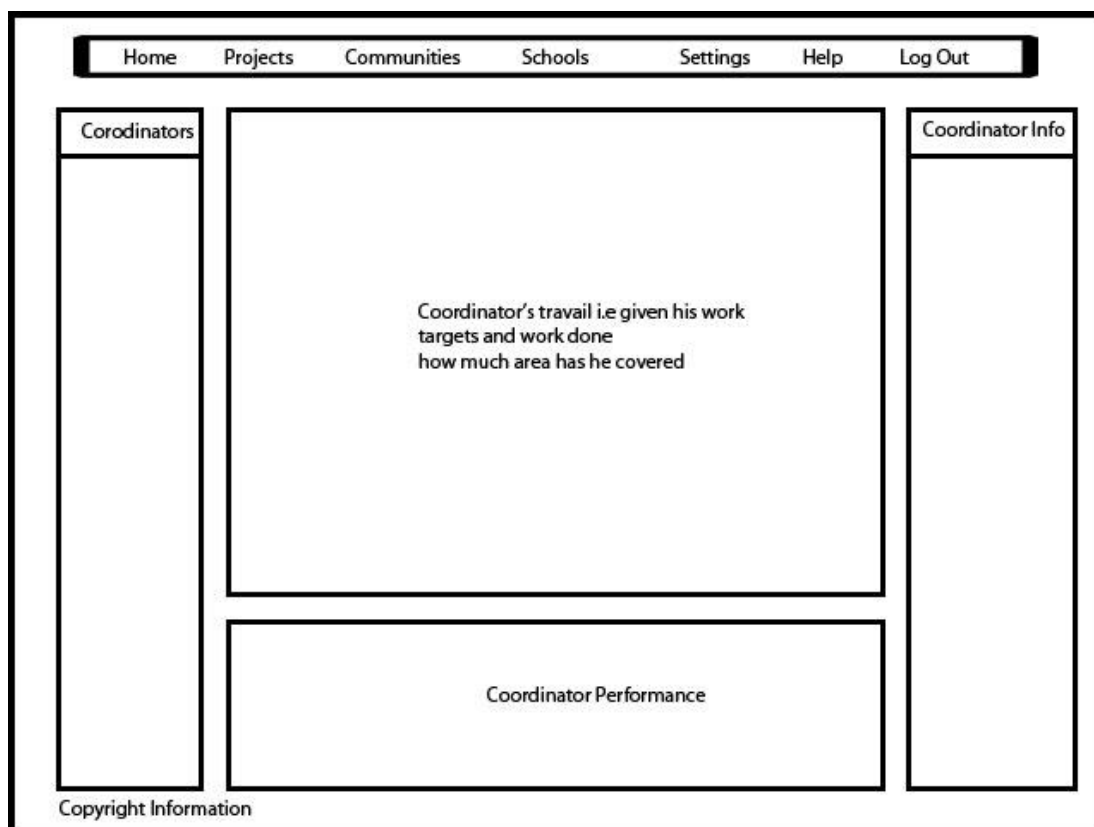 Home Projects Communities Schools Settings Help Log Out
Corodinators
Coordinator's travail i.e given his work
targets and work done
how much area has he covered
Coordinator Performance
Coordinator Info
Copyright Information